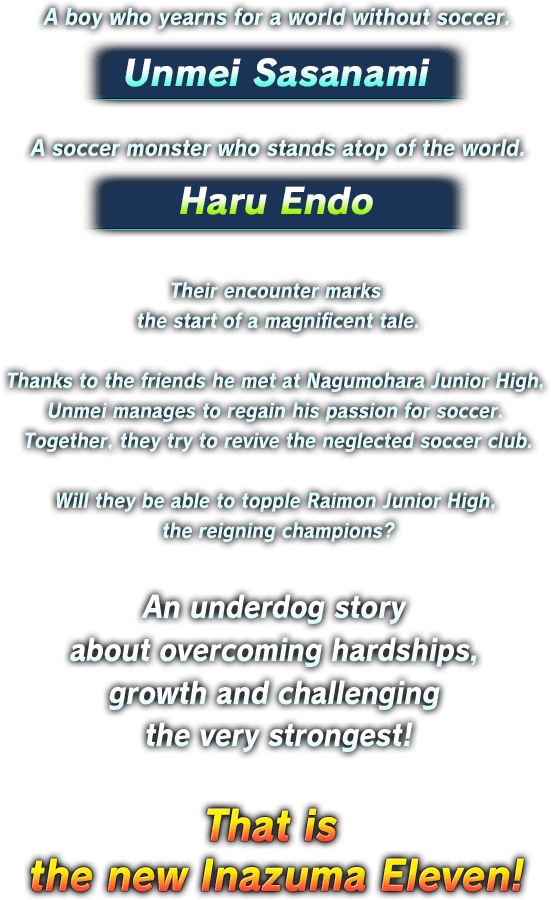 A boy who yearns for a world without soccer.
Unmei Sasanami
A soccer monster who stands atop of the world.
Haru Endo
Their encounter marks
the start of a magnificent tale.
Thanks to the friends he met at Nagumohara Junior High,
Unmei manages to regain his passion for soccer.
Together, they try to revive the neglected soccer club.
Will they be able to topple Raimon Junior High,
the reigning champions?
An underdog story
about overcoming hardships,
growth and challenging
the very strongest!
That is
the new Inazuma Eleven!